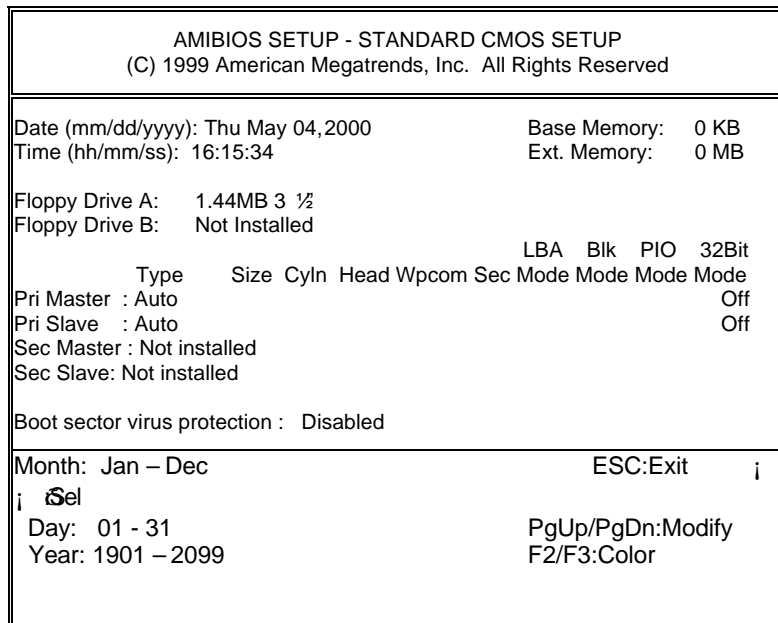 AMIBIOS SETUP - STANDARD CMOS SETUP
(C) 1999 American Megatrends, Inc. All Rights Reserved
Date (mm/dd/yyyy): Thu May 04,2000 Base Memory: 0 KB
Time (hh/mm/ss): 16:15:34 Ext. Memory: 0 MB
Floppy Drive A: 1.44MB 3 ½"
Floppy Drive B: Not Installed
LBA Blk PIO 32Bit
Type Size Cyln Head Wpcom Sec Mode Mode Mode Mode
Pri Master : Auto Off
Pri Slave : Auto Off
Sec Master : Not installed
Sec Slave: Not installed
Boot sector virus protection : Disabled
Month: Jan – Dec ESC:Exit ¡
¡ Sel
Day: 01 - 31 PgUp/PgDn:Modify
Year: 1901 – 2099 F2/F3:Color